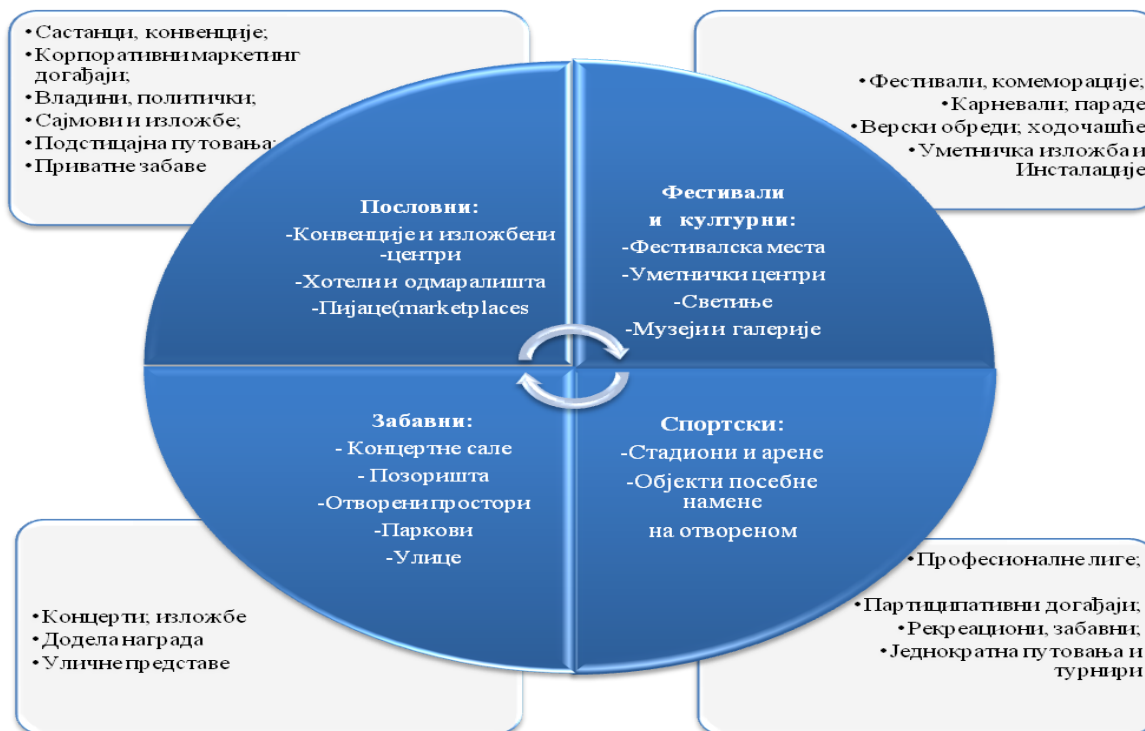 •Састанци, конвенције;
•Корпоративни маркетинг
догађаји;
•Владини, политички;
•Сајмови и изложбе;
•Подстицајна путовања;
•Приватне забаве
•Фестивали, комеморације;
•Карневали; параде
•Верски обреди; ходочашће
•Уметничка изложба и
Инсталације
Пословни:
-Конвенције и изложбени
-центри
-Хотели и одмаралишта
-Пијаце(marketplaces
Фестивали
и културни:
-Фестивалска места
-Уметнички центри
-Светиње
-Музеји и галерије
Забавни:
- Концертне сале
- Позоришта
-Отворени простори
-Паркови
-Улице
Спортски:
-Стадиони и арене
-Објекти посебне
намене
на отвореном
•Концерти; изложбе
•Додела награда
•Уличне представе
•Професионалне лиге;
•Партиципативни догађаји;
•Рекреациони, забавни;
•Једнократна путовања и
турнири